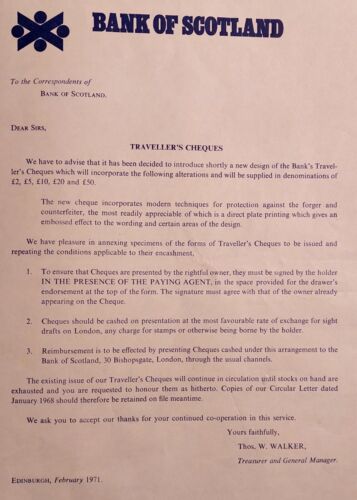 BANK OF SCOTLAND
To the Correspondents of
BANK OF SCOTLAND.
DEAR SIRS,
TRAVELLER'S CHEQUES
We have to advise that it has been decided to introduce shortly a new design of the Bank's Travel-
ler's Cheques which will incorporate the following alterations and will be supplied in denominations of
£2, £5, £10, £20 and £50.
The new cheque incorporates modern techniques for protection against the forger and
counterfeiter, the most readily appreciable of which is a direct plate printing which gives an
embossed effect to the wording and certain areas of the design.
We have pleasure in annexing specimens of the forms of Traveller's Cheques to be issued and
repeating the conditions applicable to their encashment.
1. To ensure that Cheques are presented by the rightful owner, they must be signed by the holder
IN THE PRESENCE OF THE PAYING AGENT, in the space provided for the drawer's
endorsement at the top of the form. The signature must agree with that of the owner already
appearing on the Cheque.
2. Cheques should be cashed on presentation at the most favourable rate of exchange for sight
drafts on London, any charge for stamps or otherwise being borne by the holder.
3. Reimbursement is to be effected by presenting Cheques cashed under this arrangement to the
Bank of Scotland, 30 Bishopsgate, London, through the usual channels.
The existing issue of our Traveller's Cheques will continue in circulation until stocks on hand are
exhausted and you are requested to honour them as hitherto. Copies of our Circular Letter dated
January 1968 should therefore be retained on file meantime.
We ask you to accept our thanks for your continued co-operation in this service.
Yours faithfully,
Thos. W. WALKER,
Treasurer and General Manager.
EDINBURGH, February 1971.